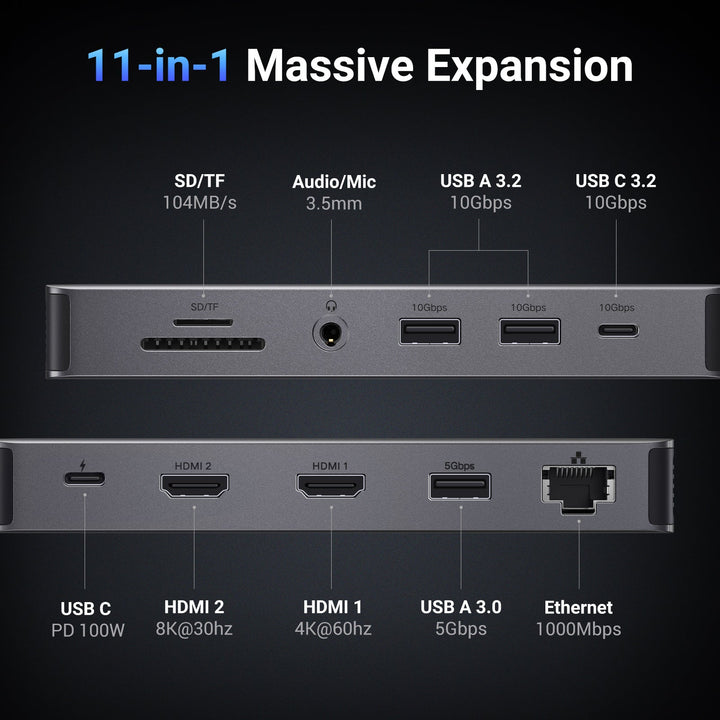 11-in-1 Massive Expansion
SD/TF
104MB/s
Audio/Mic
3.5mm
USB A 3.2
10Gbps
USB C 3.2
10Gbps
SD/TF
10Gbps
10Gbps
10Gbps
HDMI 2
HDMI 1
5Gbps
USB C
PD 100W
HDMI 2
8K@30hz
HDMI 1
4K@60hz
USB A 3.0
5Gbps
Ethernet
1000Mbps